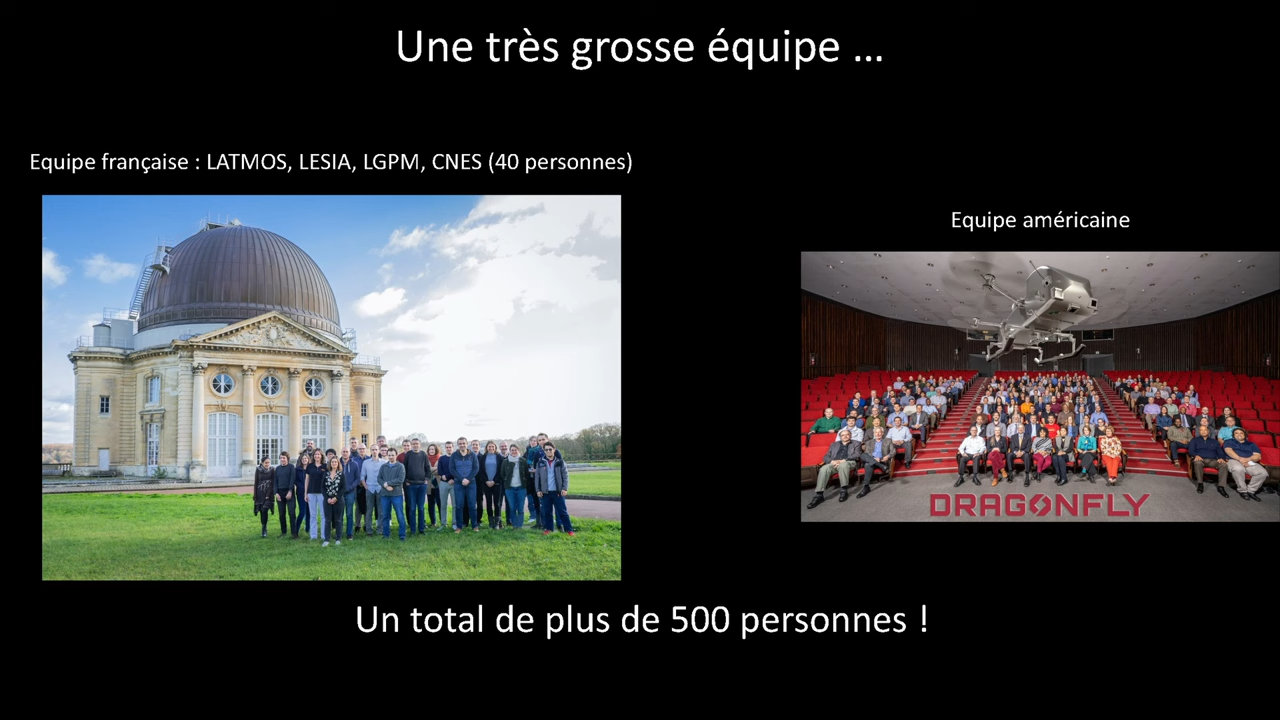 Une très grosse équipe ...
Equipe française : LATMOS, LESIA, LGPM, CNES (40 personnes)
Equipe américaine
DRAGONFLY
Un total de plus de 500 personnes !